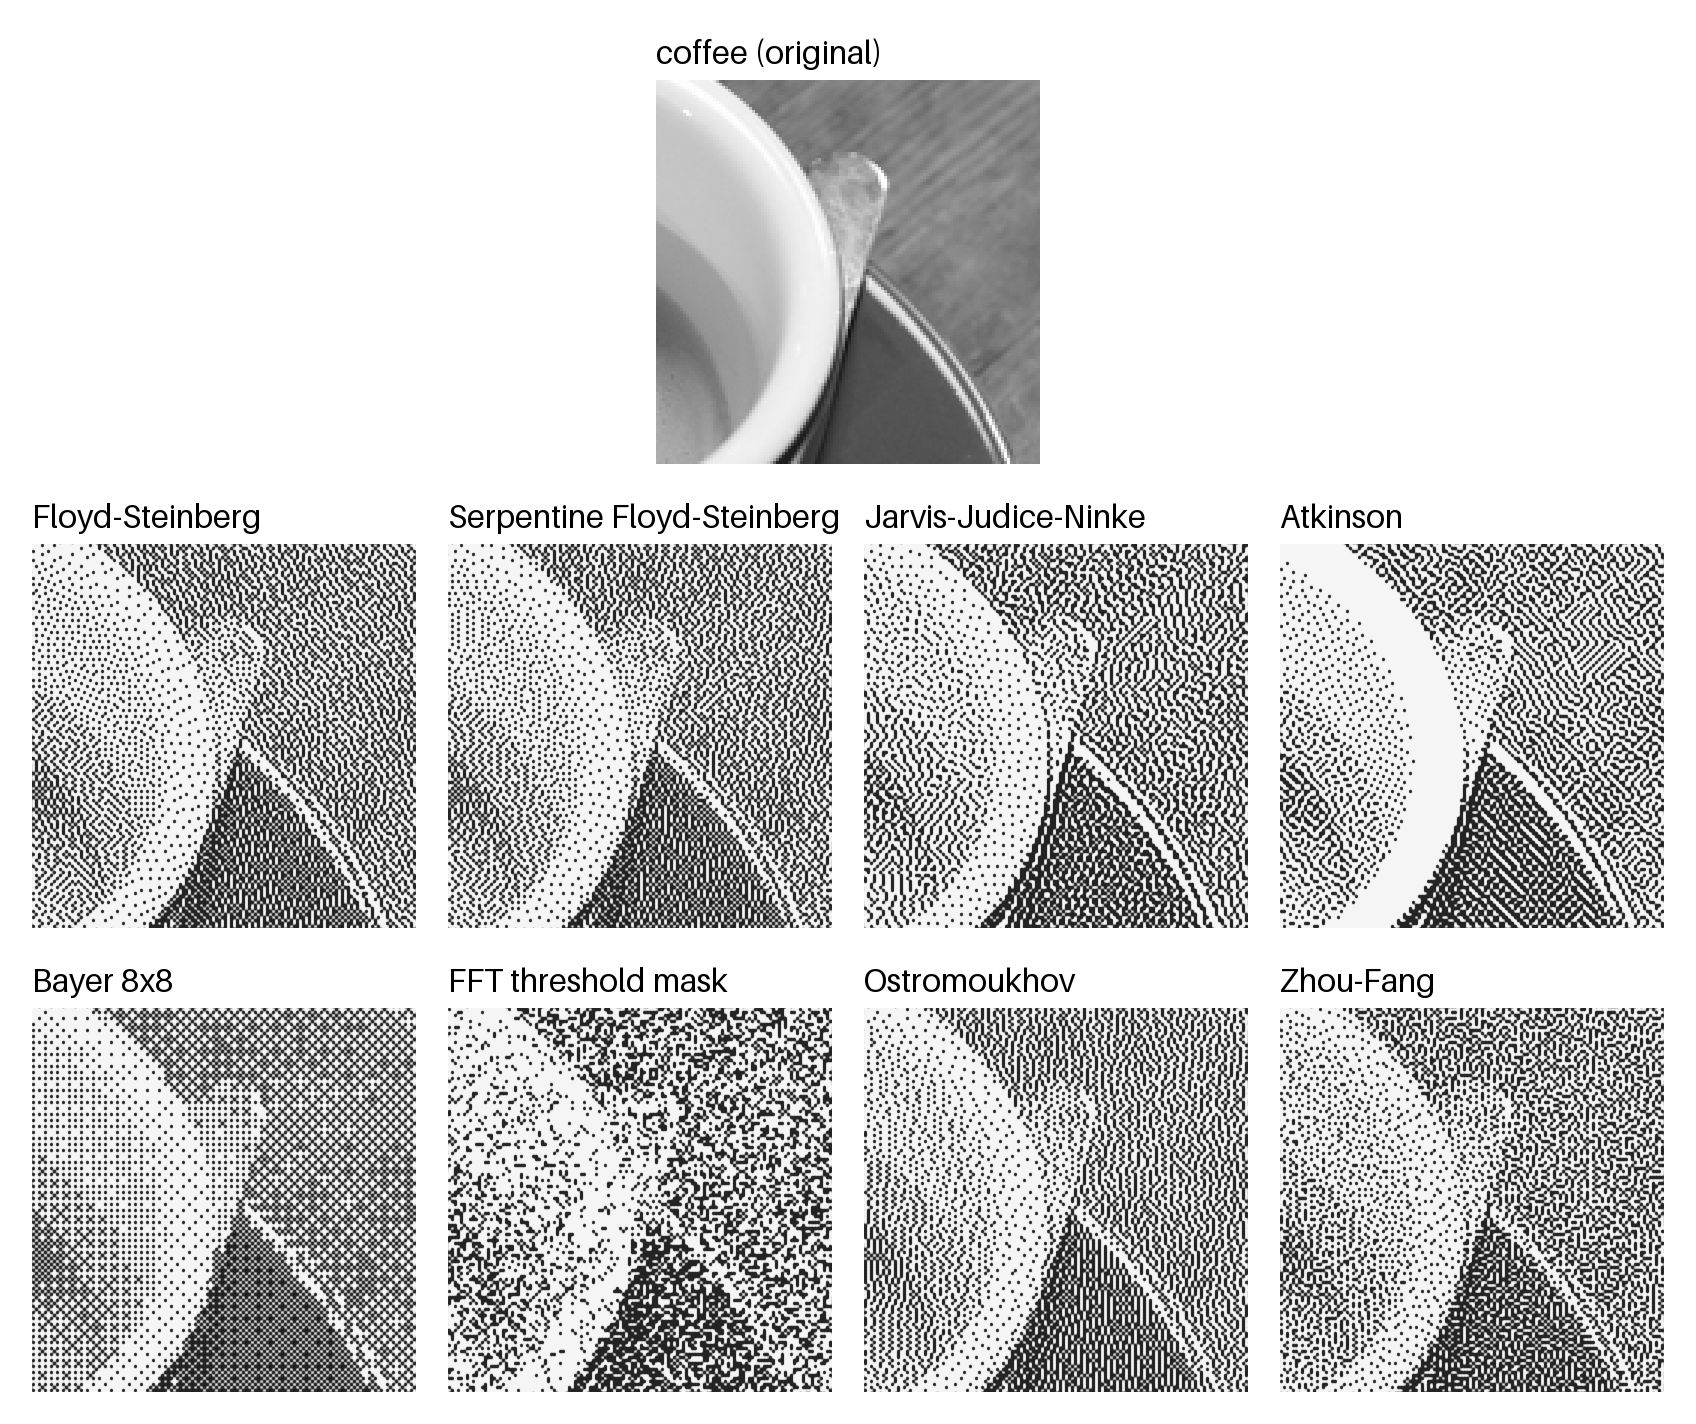 coffee (original)
Floyd-Steinberg
Serpentine Floyd-Steinberg
Jarvis-Judice-Ninke
Atkinson
Bayer 8x8
FFT threshold mask
Ostromoukhov
Zhou-Fang